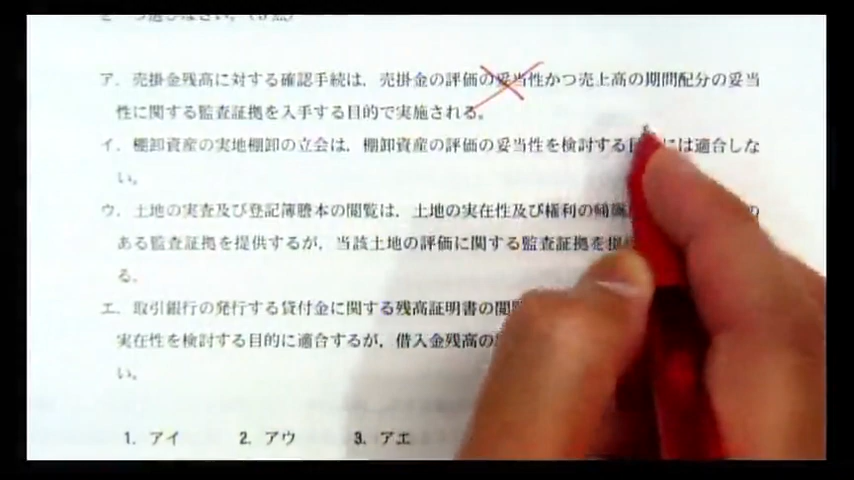 ア．売掛金残高に対する確認手続は，売掛金の評価の妥当性かつ売上高の期間配分の妥当
性に関する監査証拠を入手する目的で実施される。
イ．棚卸資産の実地棚卸の立会は，棚卸資産の評価の妥当性を検討する には適合しな
い。
ウ．土地の実査及び登記簿謄本の閲覧は，土地の実在性及び権利の の
ある監査証拠を提供するが，当該土地の評価に関する監査証拠を
る。
エ．取引銀行の発行する貸付金に関する残高証明書の閲
実在性を検討する目的に適合するが，借入金残高の
い。
1. アイ 2. アウ 3. アエ